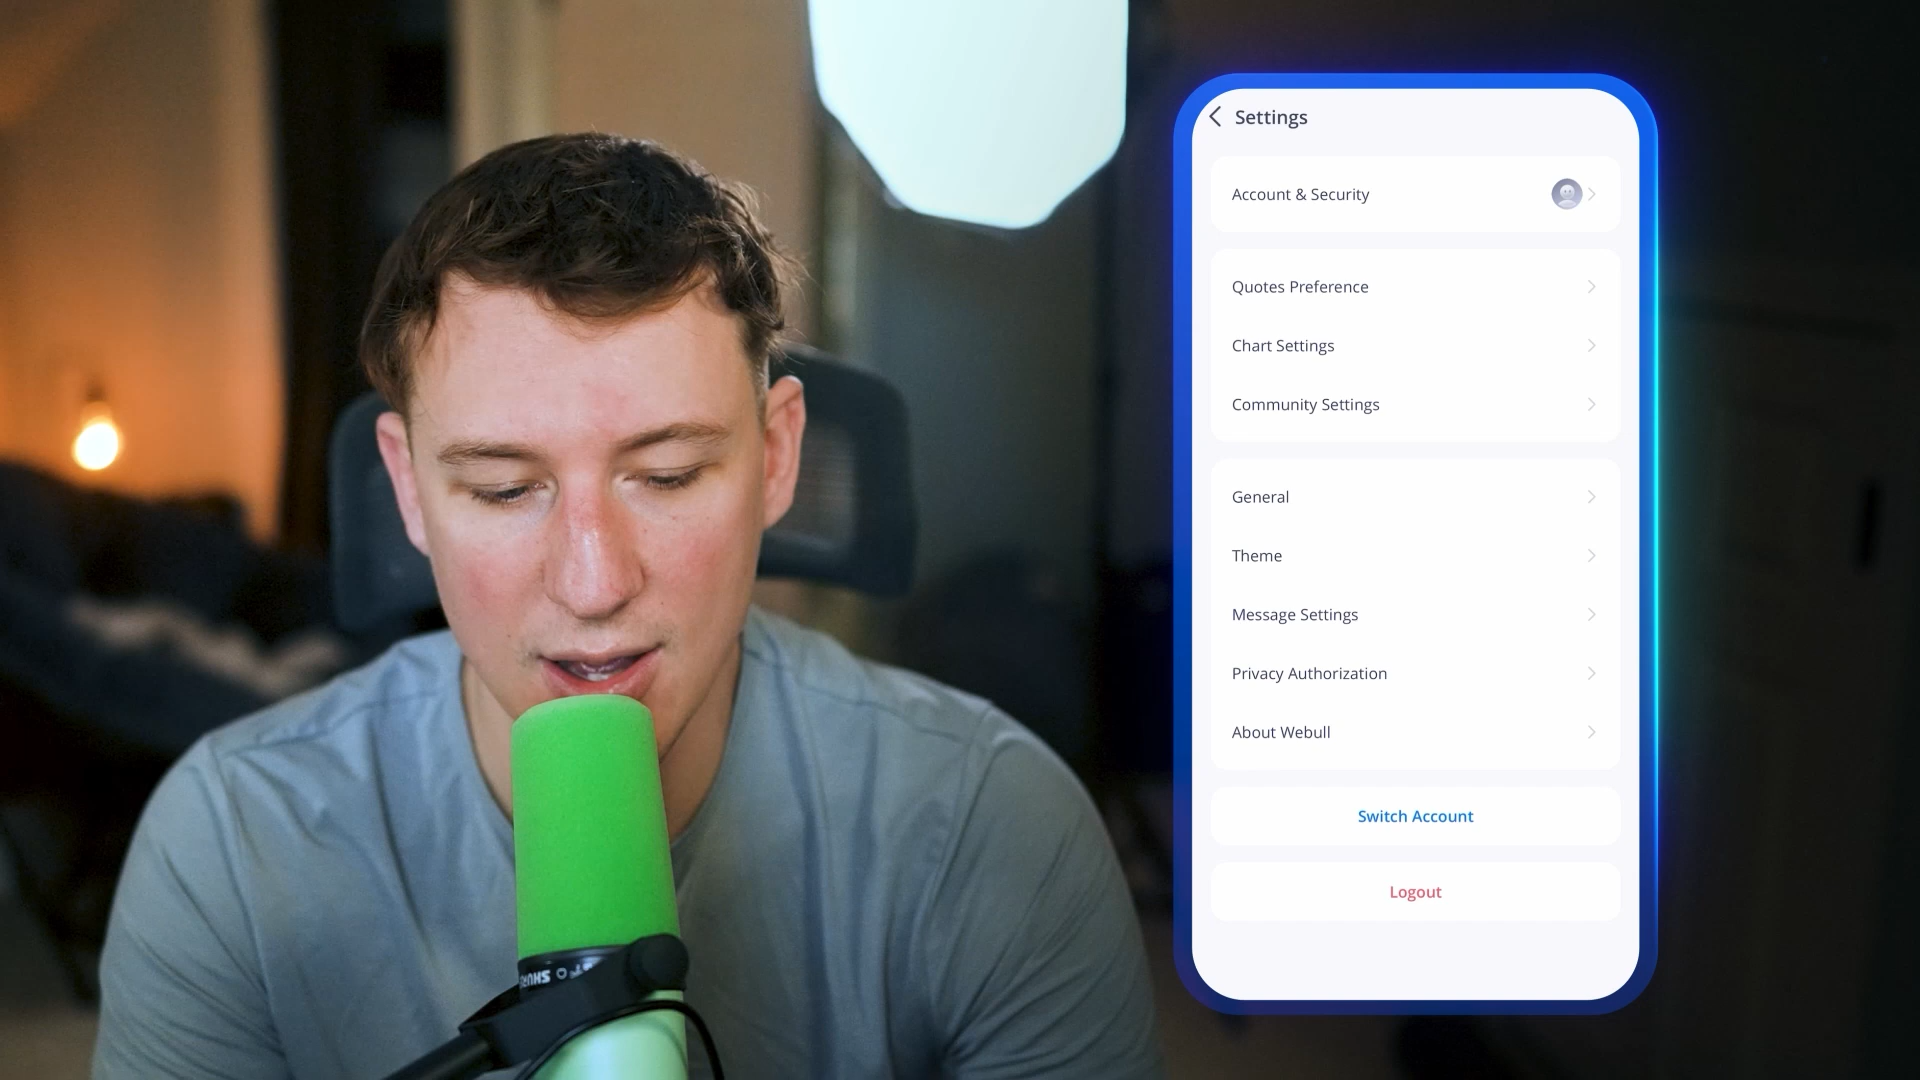 Settings
Account & Security
Quotes Preference
Chart Settings
Community Settings
General
Theme
Message Settings
Privacy Authorization
About Webull
Switch Account
Logout
SHURE